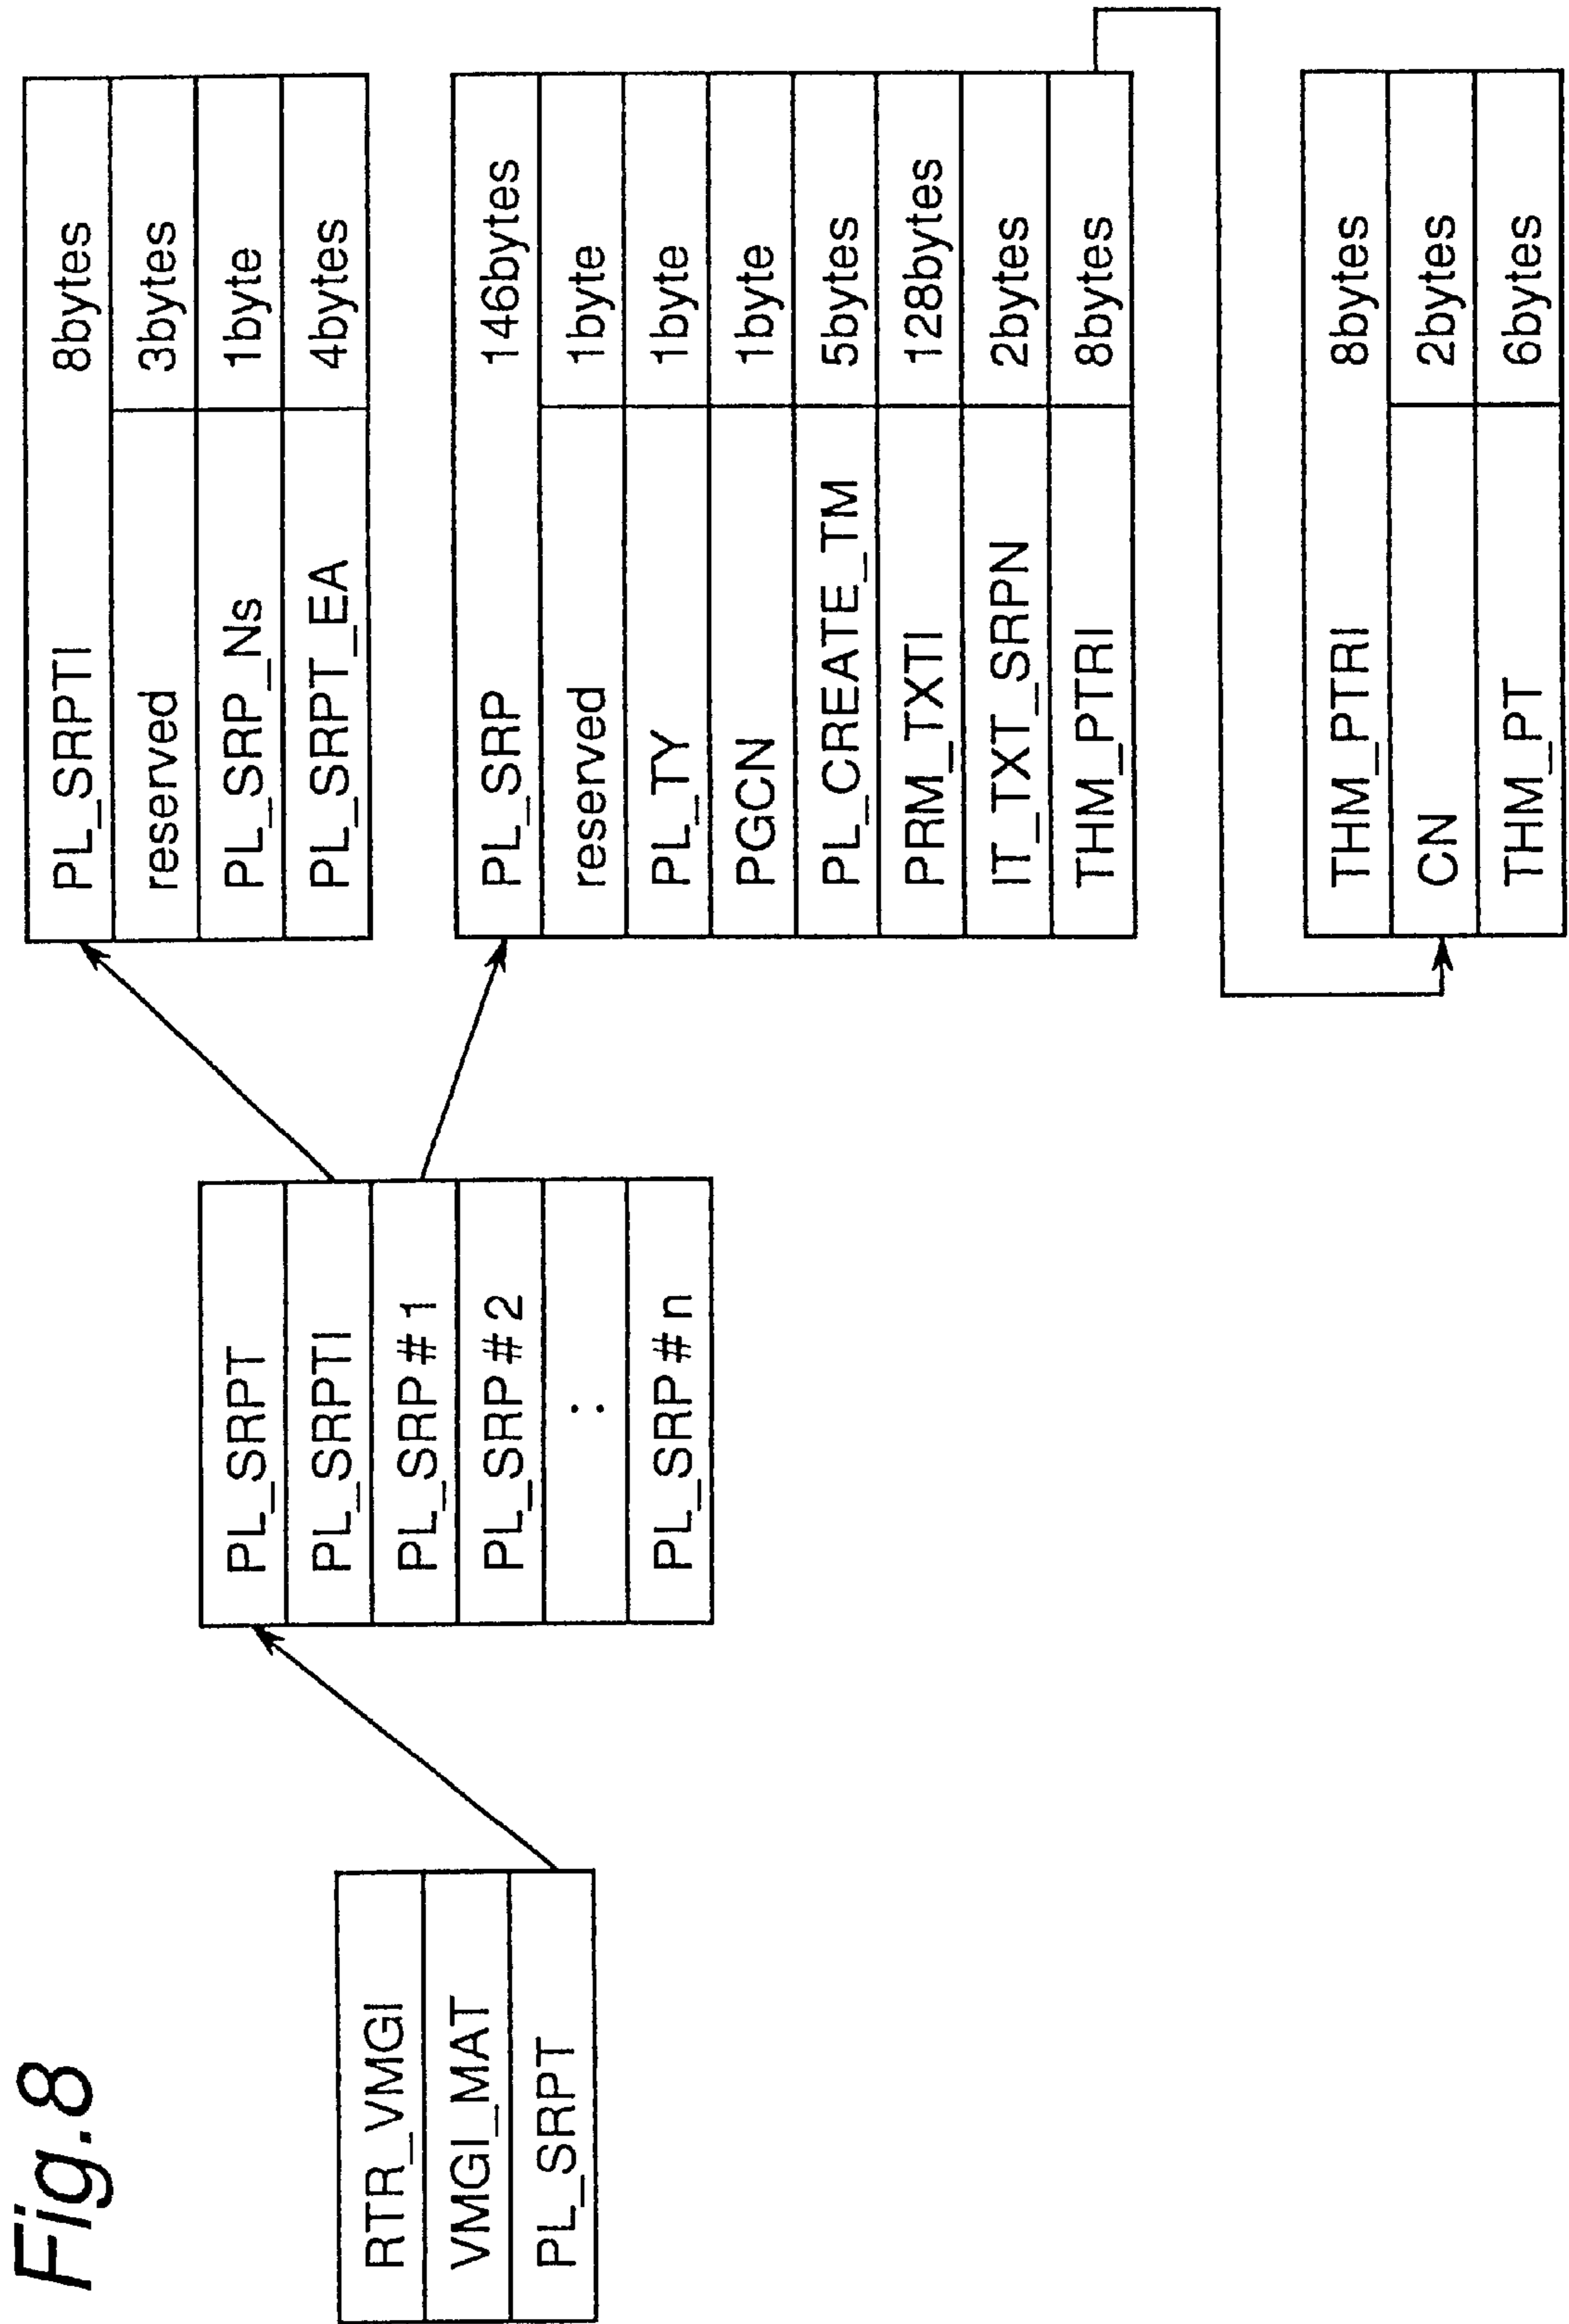 Fig.8
RTR_VMGI
VMGI_MAT
PL_SRPT
PL_SRPT
PL_SRPTI
PL_SRP#1
PL_SRP#2
:
PL_SRP#n
PL_SRPTI 8bytes
reserved 3bytes
PL_SRP_Ns 1byte
PL_SRPT_EA 4bytes
PL_SRP 146bytes
reserved 1byte
PL_TY 1byte
PGCN 1byte
PL_CREATE_TM 5bytes
PRM_TXTI 128bytes
IT_TXT_SRPN 2bytes
THM_PTRI 8bytes
THM_PTRI 8bytes
CN 2bytes
THM_PT 6bytes